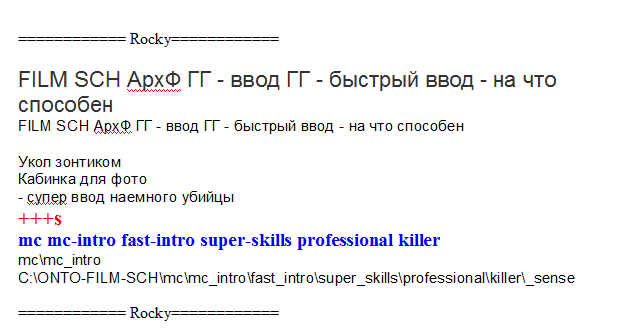 ============ Rocky============
FILM SCH АрхФ ГГ - ввод ГГ - быстрый ввод - на что
способен
FILM SCH АрхФ ГГ - ввод ГГ - быстрый ввод - на что способен
Укол зонтиком
Кабинка для фото
- супер ввод наемного убийцы
+++s
mc mc-intro fast-intro super-skills professional killer
mc\mc_intro
C:\ONTO-FILM-SCH\mc\mc_intro\fast_intro\super_skills\professional\killer\_sense
============ Rocky============